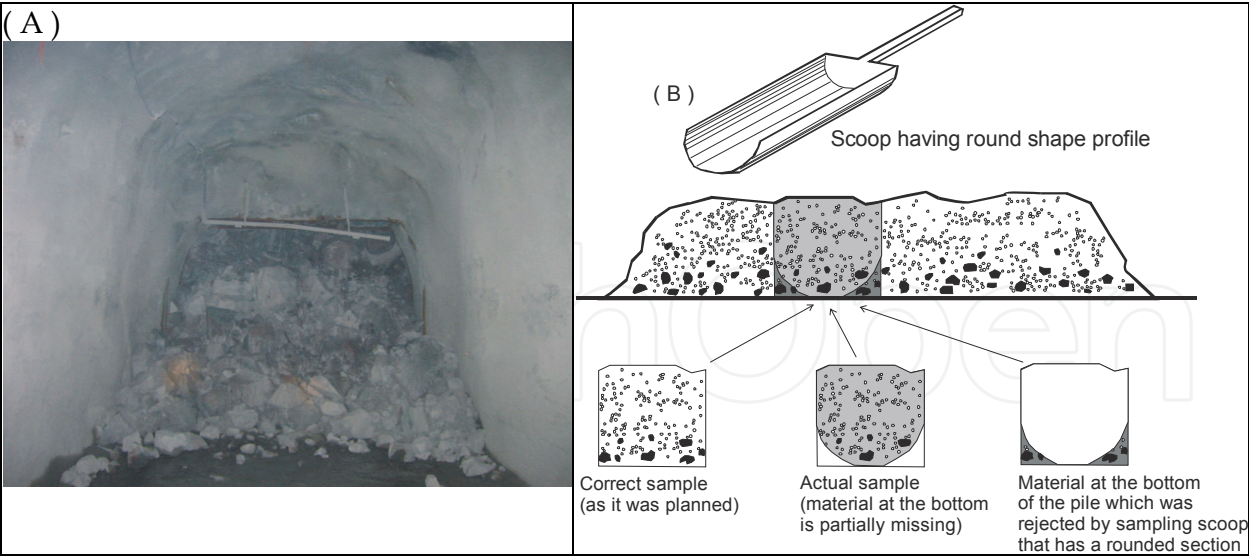 ( A )
( B )
Scoop having round shape profile
Correct sample
(as it was planned)
Actual sample
(material at the bottom
is partially missing)
Material at the bottom
of the pile which was
rejected by sampling scoop
that has a rounded section